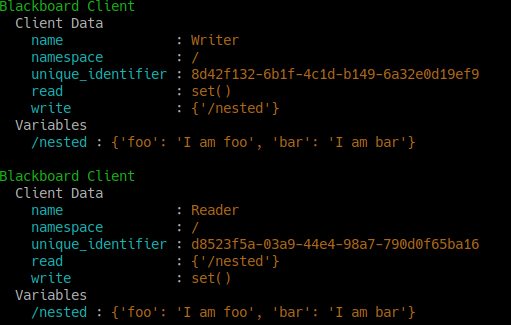 Blackboard Client
  Client Data
    name              : Writer
    namespace         : /
    unique_identifier : 8d42f132-6b1f-4c1d-b149-6a32e0d19ef9
    read              : set()
    write             : {'/nested'}
  Variables
    /nested : {'foo': 'I am foo', 'bar': 'I am bar'}

Blackboard Client
  Client Data
    name              : Reader
    namespace         : /
    unique_identifier : d8523f5a-03a9-44e4-98a7-790d0f65ba16
    read              : {'/nested'}
    write             : set()
  Variables
    /nested : {'foo': 'I am foo', 'bar': 'I am bar'}